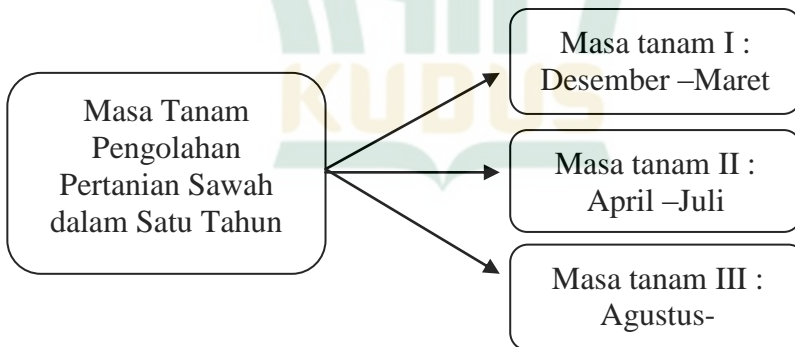 KUDUS
Masa Tanam
Pengolahan
Pertanian Sawah
dalam Satu Tahun
Masa tanam I :
Desember –Maret
Masa tanam II :
April –Juli
Masa tanam III :
Agustus-